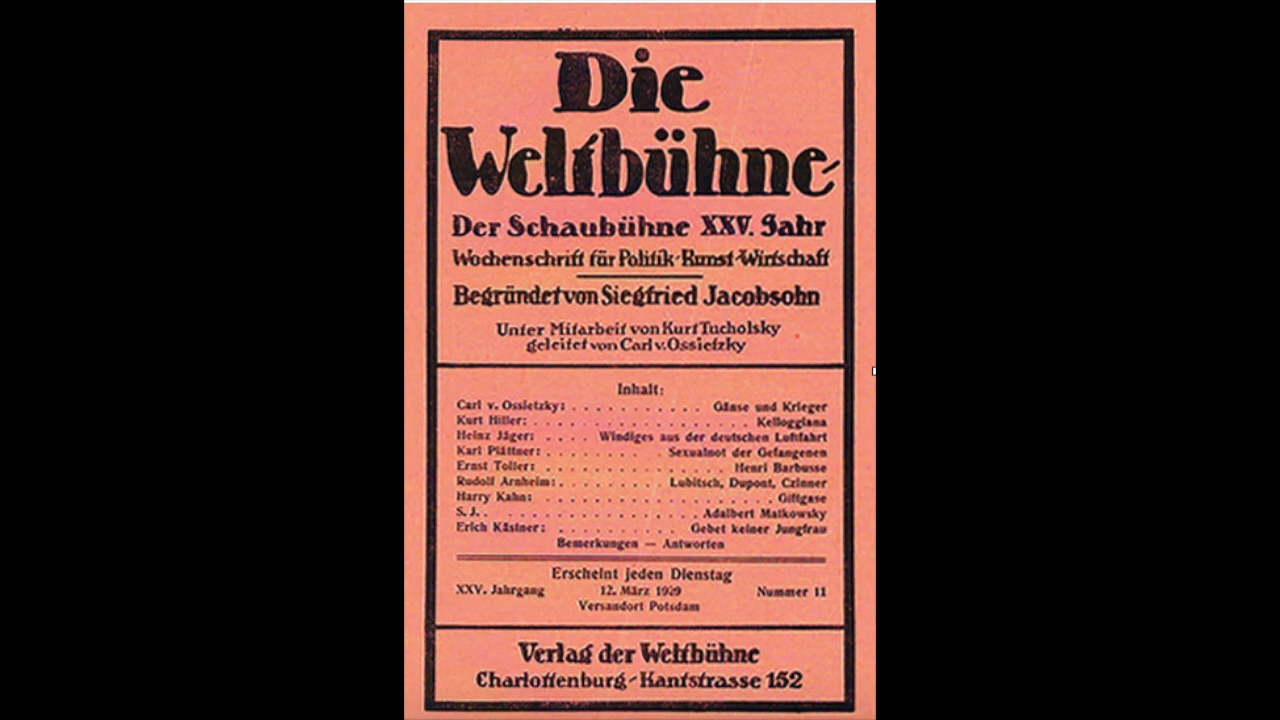 Die
Weltbühne
Der Schaubühne XXV. Jahr
Wochenschrift für Politik-Kunst-Wirtschaft
Begründet von Siegfried Jacobsohn
Unter Mitarbeit von Kurt Tucholsky
geleitet von Carl v. Ossietzky
Inhalt:
Carl v. Ossietzky: . . . . . . . . . . . Gänse und Krieger
Kurt Hiller: . . . . . . . . . . . . . . . . . . Kelloggiana
Heinz Jäger: . . . . Windiges aus der deutschen Luftfahrt
Karl Plättner: . . . . . . . . . . Sexualnot der Gefangenen
Ernst Toller: . . . . . . . . . . . . . . . Henri Barbusse
Rudolf Arnheim: . . . . . . . . Lubitsch, Dupont, Czinner
Harry Kahn: . . . . . . . . . . . . . . . . . . . Giftgase
S. J. . . . . . . . . . . . . . . . . . Adalbert Matkowsky
Erich Kästner: . . . . . . . . . Gebet keiner Jungfrau
Bemerkungen — Antworten
Erscheint jeden Dienstag
XXV. Jahrgang 12. März 1929 Nummer 11
Versandort Potsdam
Verlag der Weltbühne
Charlottenburg-Kantstrasse 152